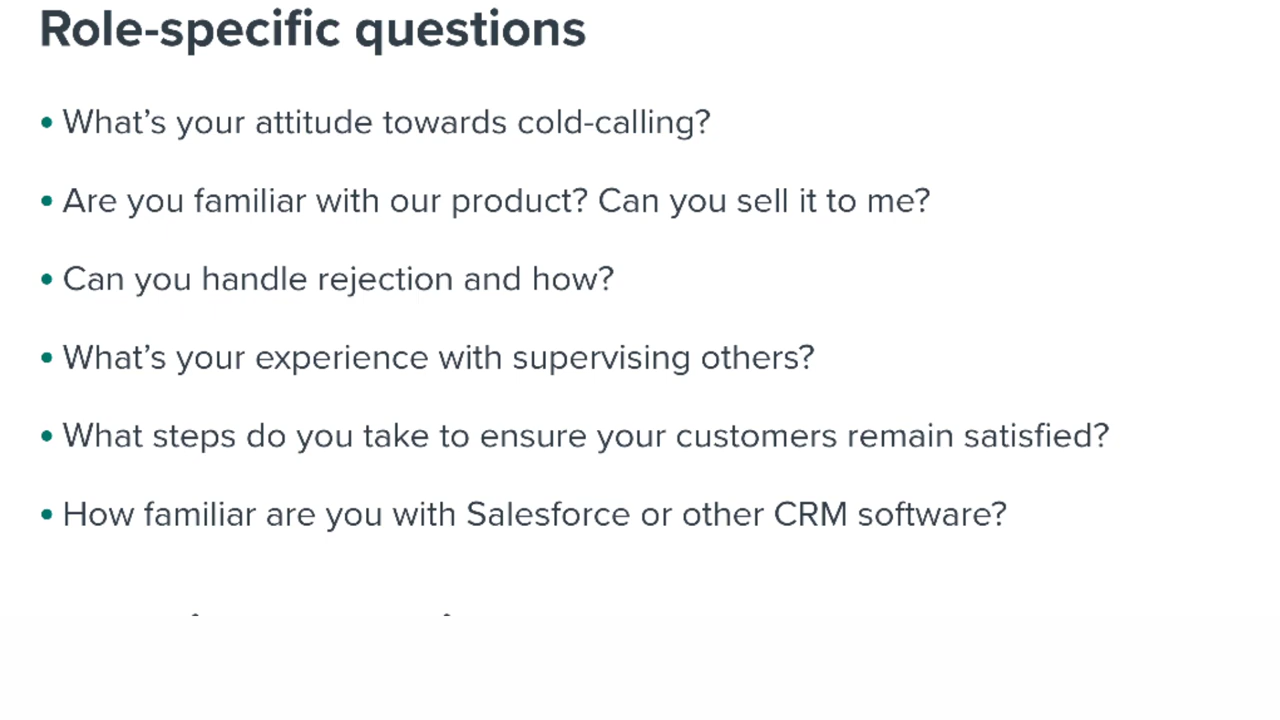 Role-specific questions
• What’s your attitude towards cold-calling?
• Are you familiar with our product? Can you sell it to me?
• Can you handle rejection and how?
• What’s your experience with supervising others?
• What steps do you take to ensure your customers remain satisfied?
• How familiar are you with Salesforce or other CRM software?